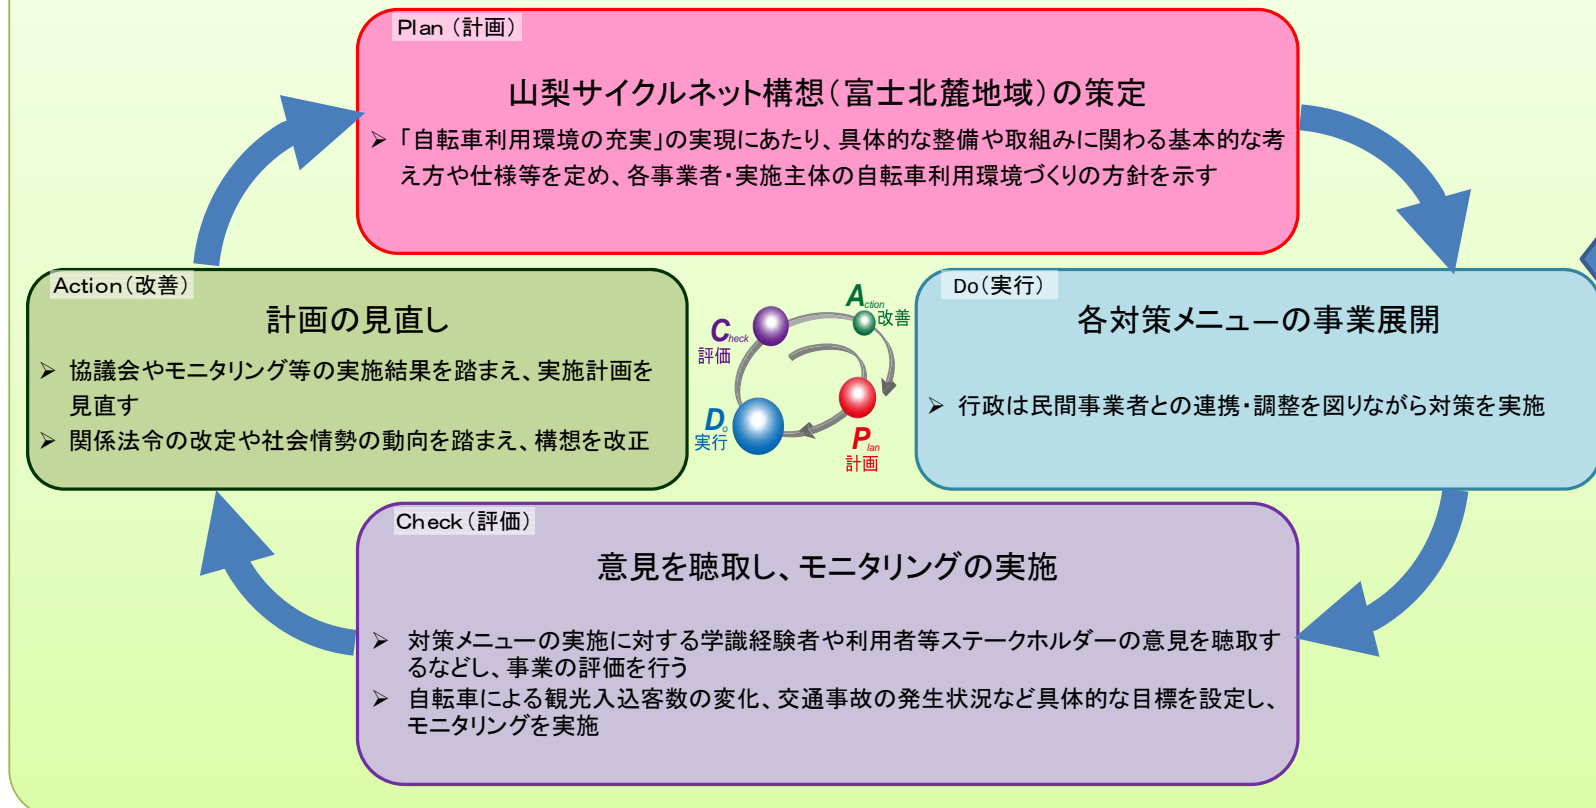 Plan（計画）
山梨サイクルネット構想（富士北麓地域）の策定
➢ 「自転車利用環境の充実」の実現にあたり、具体的な整備や取組みに関わる基本的な考
え方や仕様等を定め、各事業者・実施主体の自転車利用環境づくりの方針を示す
Action（改善）
計画の見直し
➢ 協議会やモニタリング等の実施結果を踏まえ、実施計画を
見直す
➢ 関係法令の改定や社会情勢の動向を踏まえ、構想を改正
Action
改善
Check
評価
Do
実行
Plan
計画
Do（実行）
各対策メニューの事業展開
➢ 行政は民間事業者との連携・調整を図りながら対策を実施
Check（評価）
意見を聴取し、モニタリングの実施
➢ 対策メニューの実施に対する学識経験者や利用者等ステークホルダーの意見を聴取す
るなどし、事業の評価を行う
➢ 自転車による観光入込客数の変化、交通事故の発生状況など具体的な目標を設定し、
モニタリングを実施